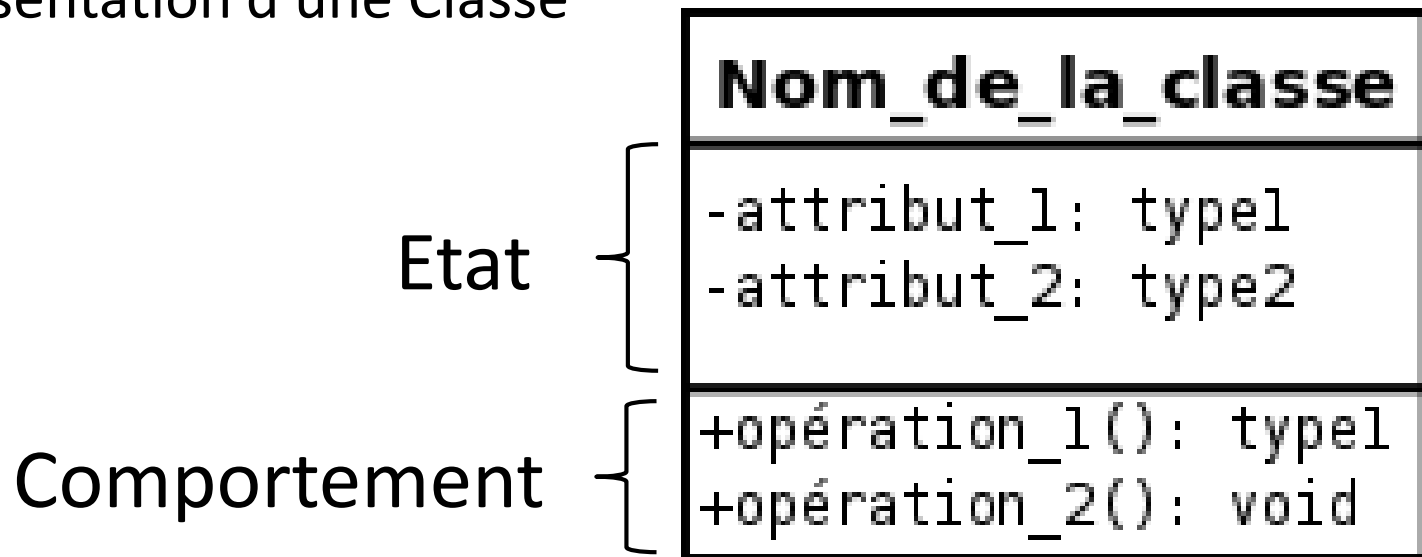 d'une Classe
Nom_de_la_classe
Etat
-attribut_1: type1
-attribut_2: type2
Comportement
+opération_1(): type1
+opération_2(): void